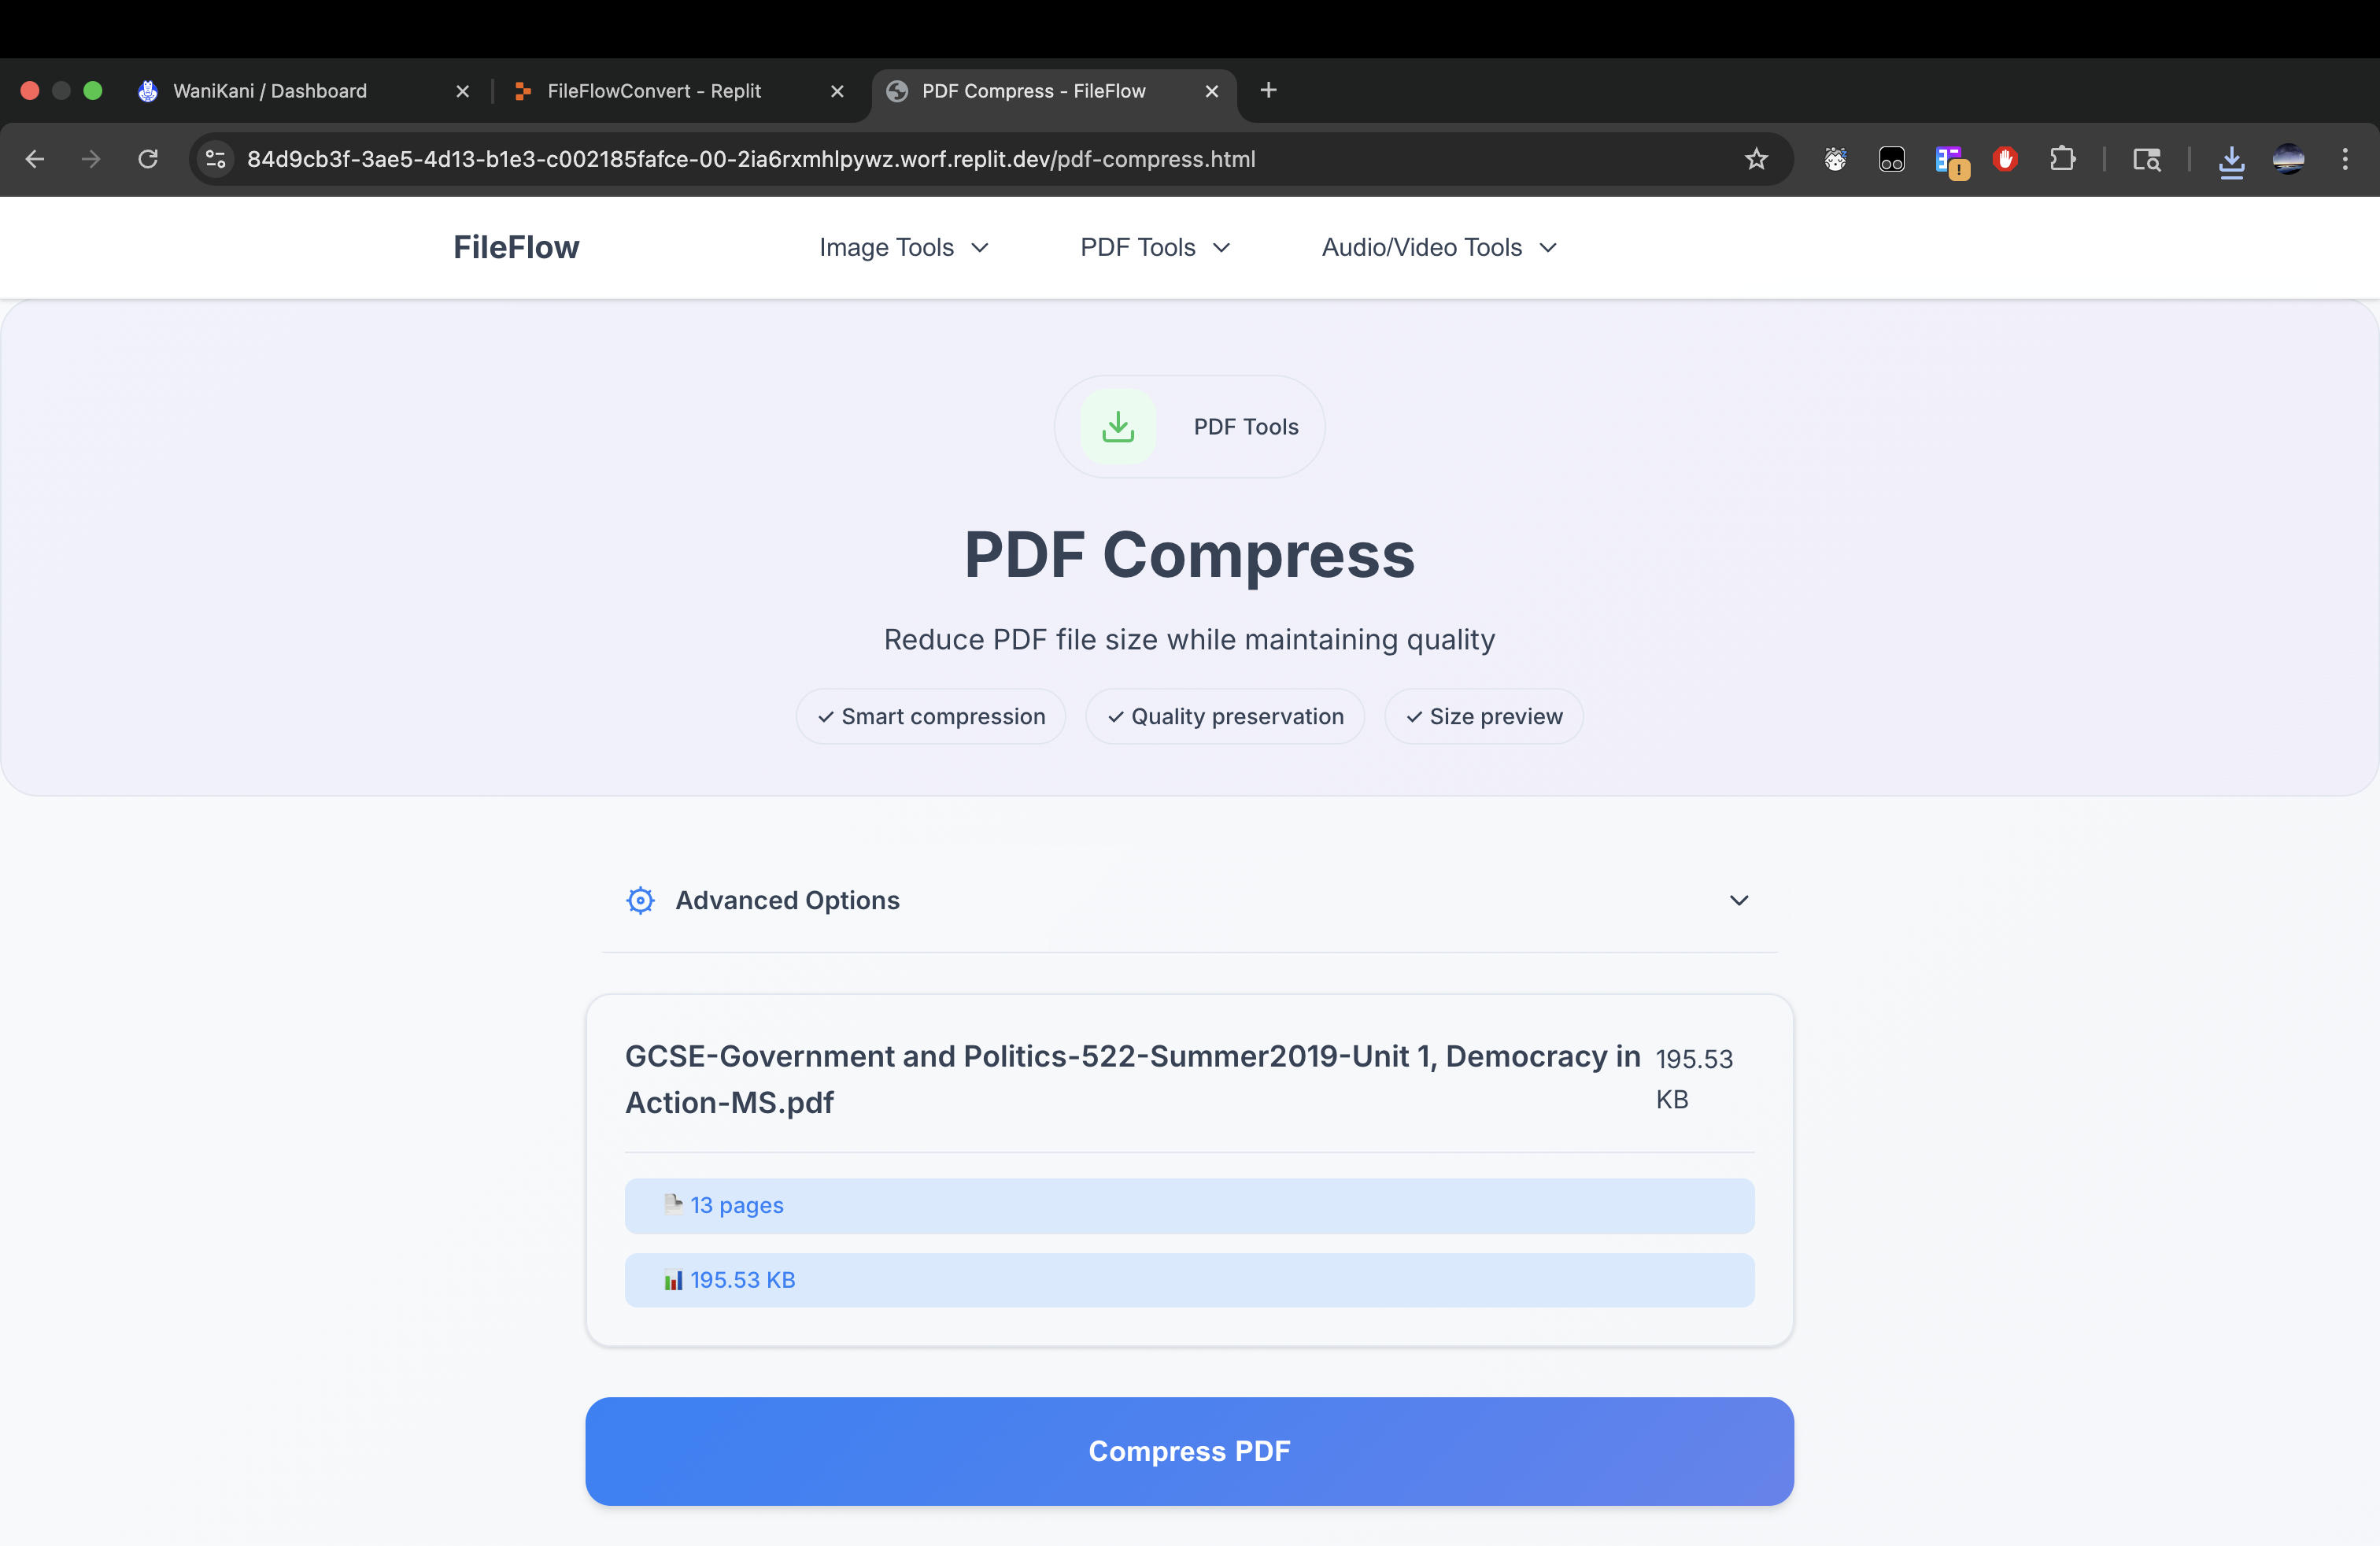 WaniKani / Dashboard
FileFlowConvert - Replit
PDF Compress - FileFlow
84d9cb3f-3ae5-4d13-b1e3-c002185fafce-00-2ia6rxmhlpywz.worf.replit.dev/pdf-compress.html
FileFlow
Image Tools
PDF Tools
Audio/Video Tools
PDF Tools
PDF Compress
Reduce PDF file size while maintaining quality
✓ Smart compression
✓ Quality preservation
✓ Size preview
Advanced Options
GCSE-Government and Politics-522-Summer2019-Unit 1, Democracy in
Action-MS.pdf
195.53
KB
13 pages
195.53 KB
Compress PDF